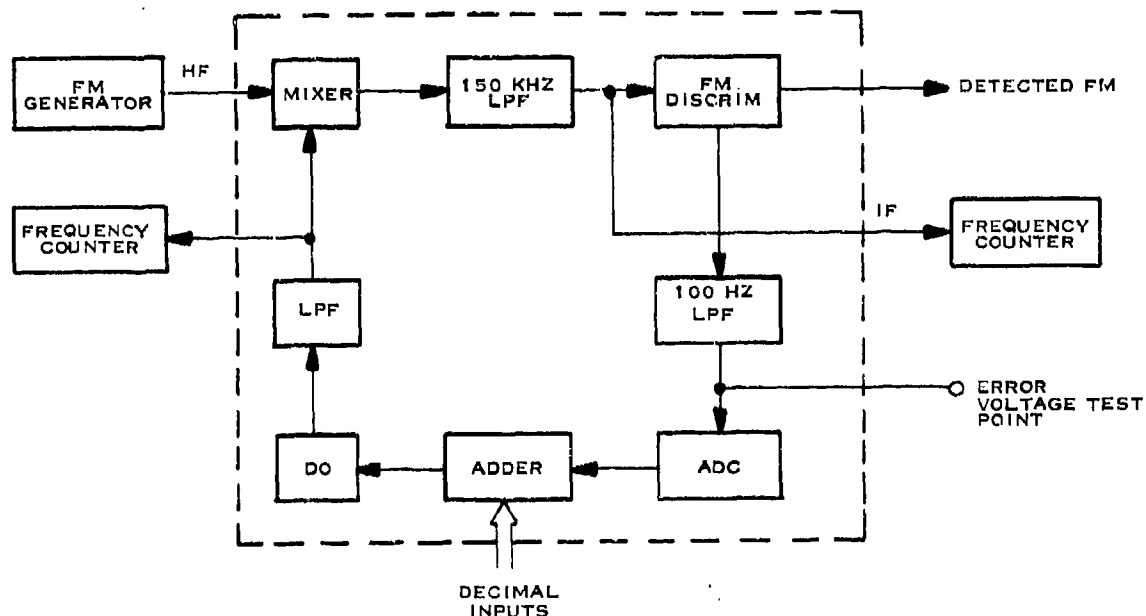 FM
GENERATOR
HF
MIXER
150 KHZ
LPF
FM
DISCRIM
DETECTED FM
FREQUENCY
COUNTER
IF
FREQUENCY
COUNTER
LPF
100 HZ
LPF
ERROR
VOLTAGE TEST
POINT
DO
ADDER
ADC
DECIMAL
INPUTS